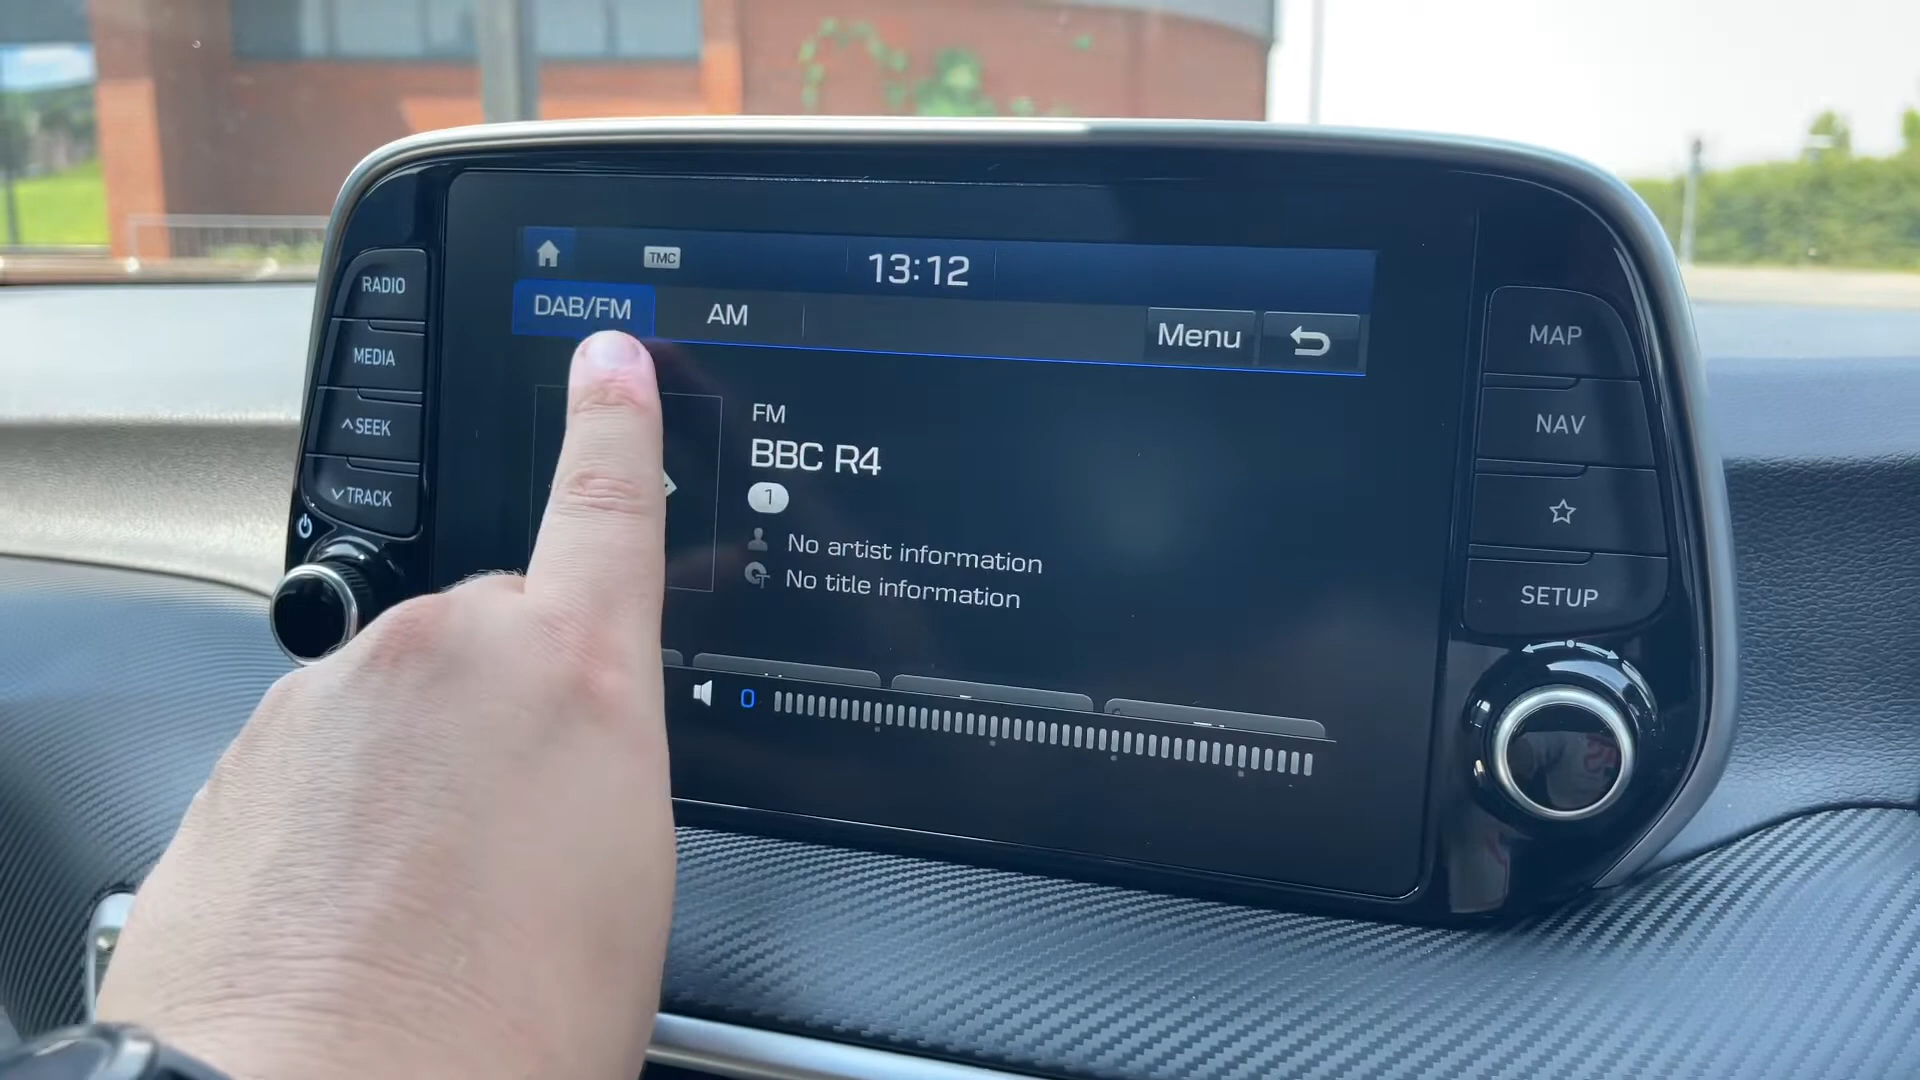 RADIO
MEDIA
SEEK
TRACK
TMC
13:12
DAB/FM
AM
Menu
FM
BBC R4
1
No artist information
No title information
0
MAP
NAV
SETUP